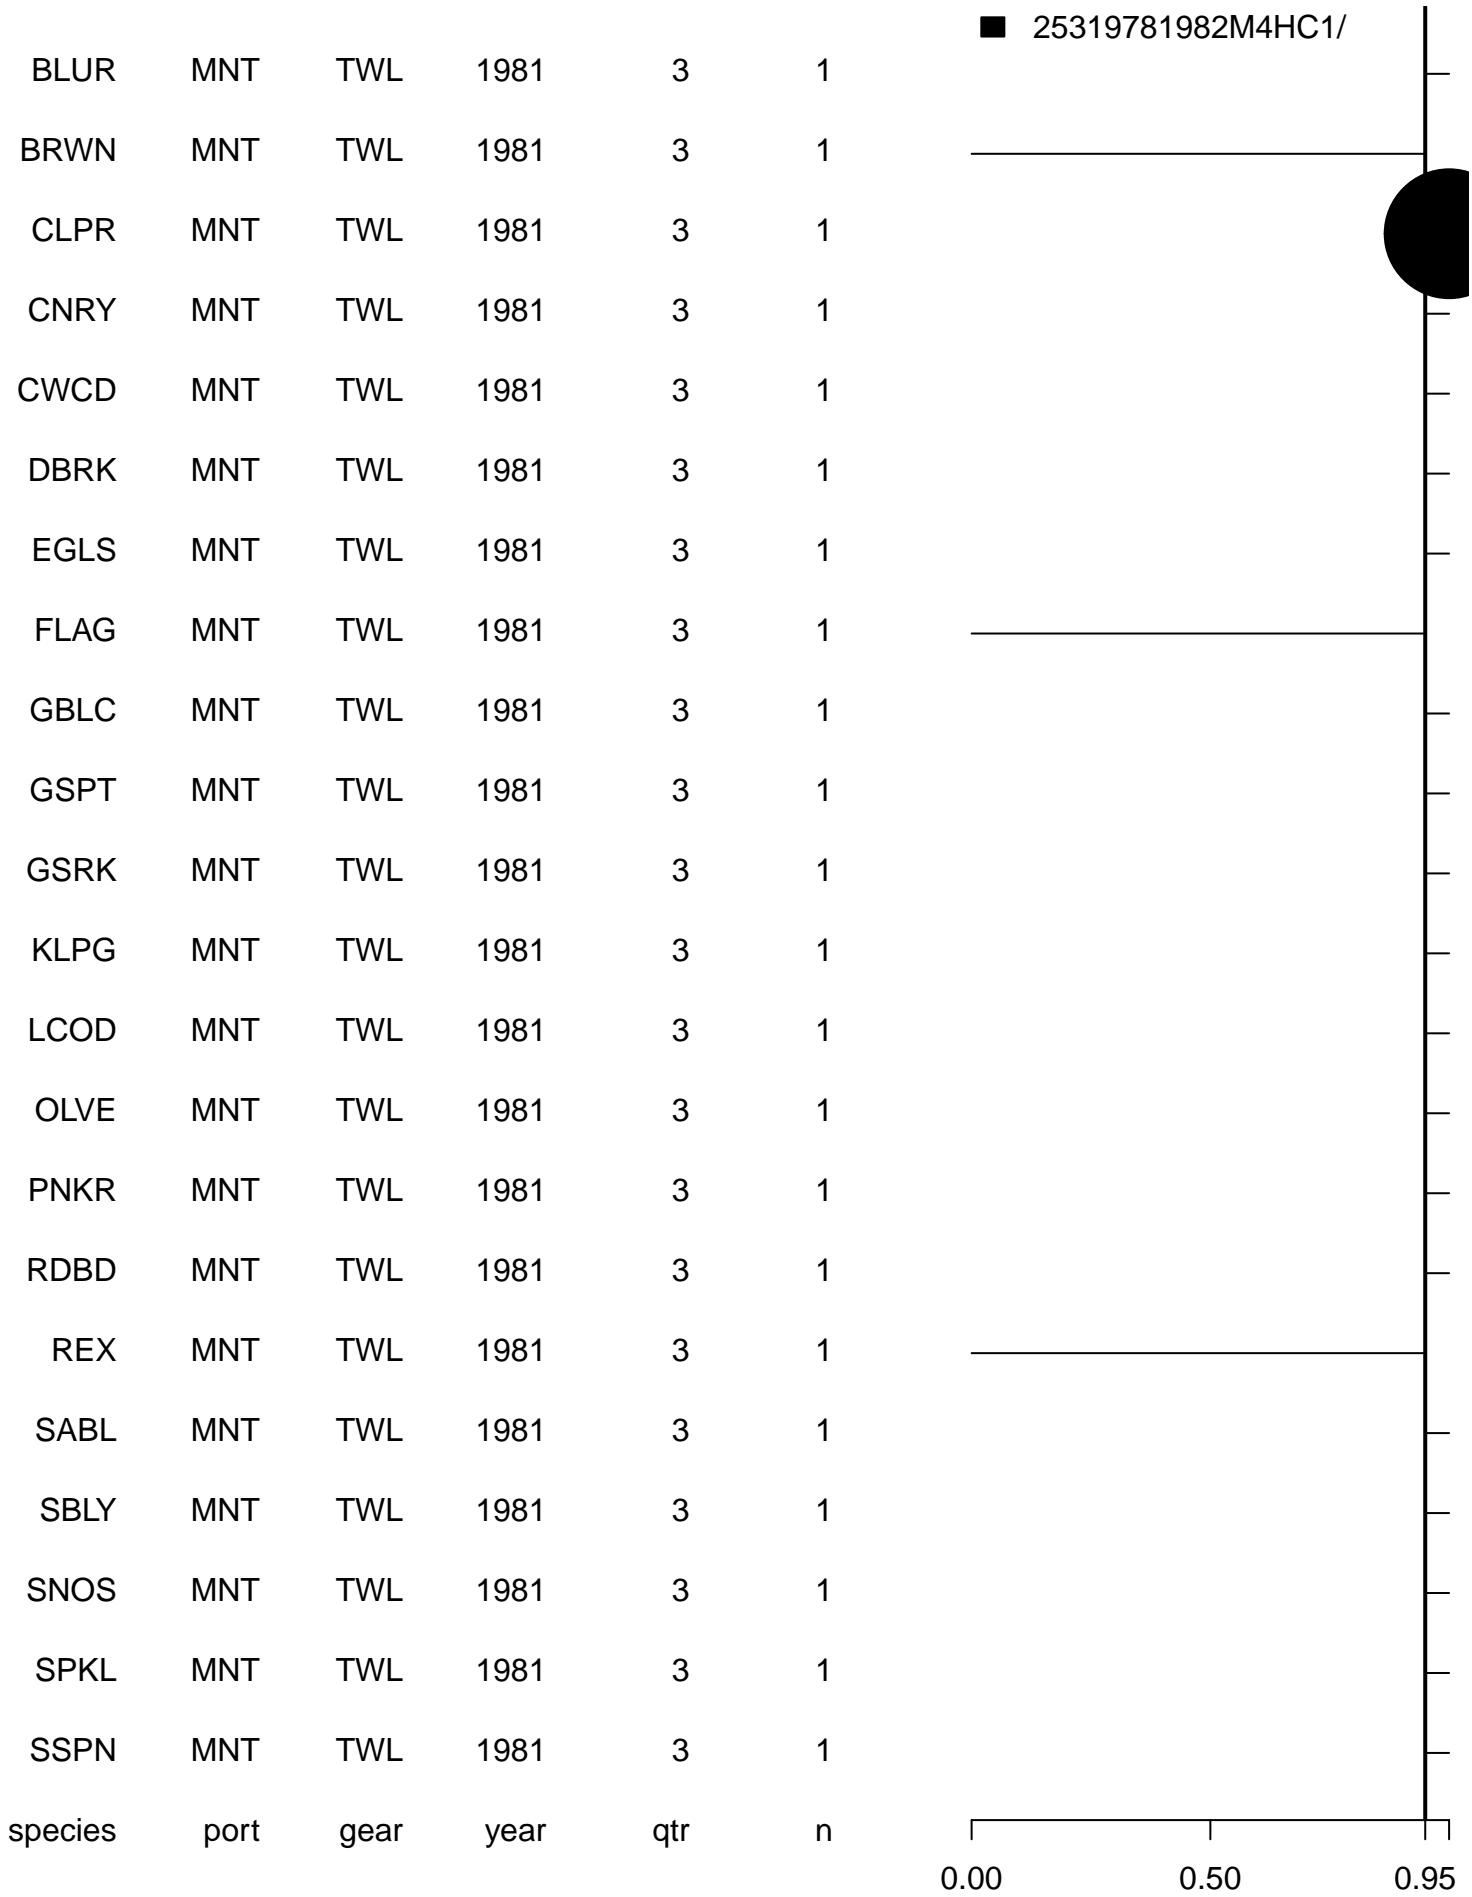 25319781982M4HC1/
BLUR MNT TWL 1981 3 1
BRWN MNT TWL 1981 3 1
CLPR MNT TWL 1981 3 1
CNRY MNT TWL 1981 3 1
CWCD MNT TWL 1981 3 1
DBRK MNT TWL 1981 3 1
EGLS MNT TWL 1981 3 1
FLAG MNT TWL 1981 3 1
GBLC MNT TWL 1981 3 1
GSPT MNT TWL 1981 3 1
GSRK MNT TWL 1981 3 1
KLPG MNT TWL 1981 3 1
LCOD MNT TWL 1981 3 1
OLVE MNT TWL 1981 3 1
PNKR MNT TWL 1981 3 1
RDBD MNT TWL 1981 3 1
REX MNT TWL 1981 3 1
SABL MNT TWL 1981 3 1
SBLY MNT TWL 1981 3 1
SNOS MNT TWL 1981 3 1
SPKL MNT TWL 1981 3 1
SSPN MNT TWL 1981 3 1
species port gear year qtr n
0.00 0.50 0.95